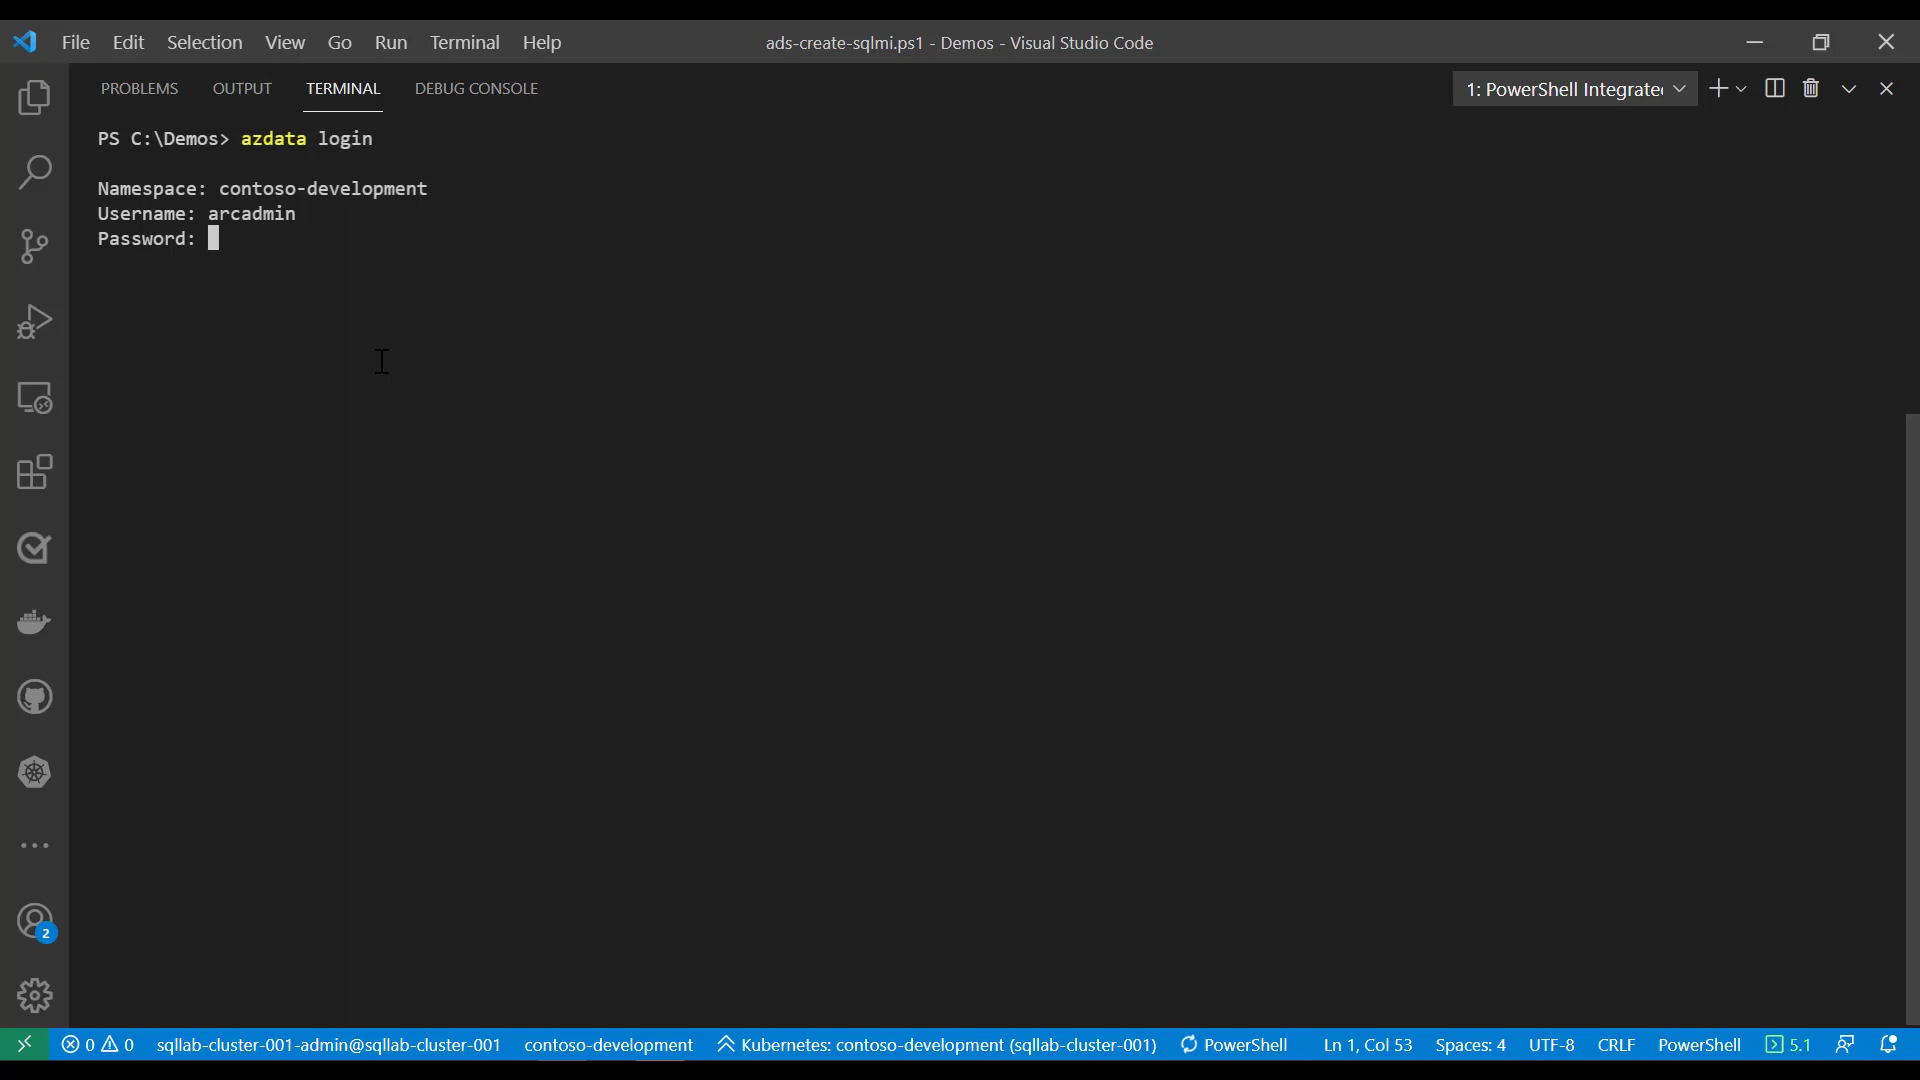 File Edit Selection View Go Run Terminal Help
ads-create-sqlmi.ps1 - Demos - Visual Studio Code
PROBLEMS OUTPUT TERMINAL DEBUG CONSOLE
1: PowerShell Integrate
PS C:\Demos> azdata login
Namespace: contoso-development
Username: arcadmin
Password:
2
0 0 sqllab-cluster-001-admin@sqllab-cluster-001 contoso-development Kubernetes: contoso-development (sqllab-cluster-001) PowerShell Ln 1, Col 53 Spaces: 4 UTF-8 CRLF PowerShell 5.1